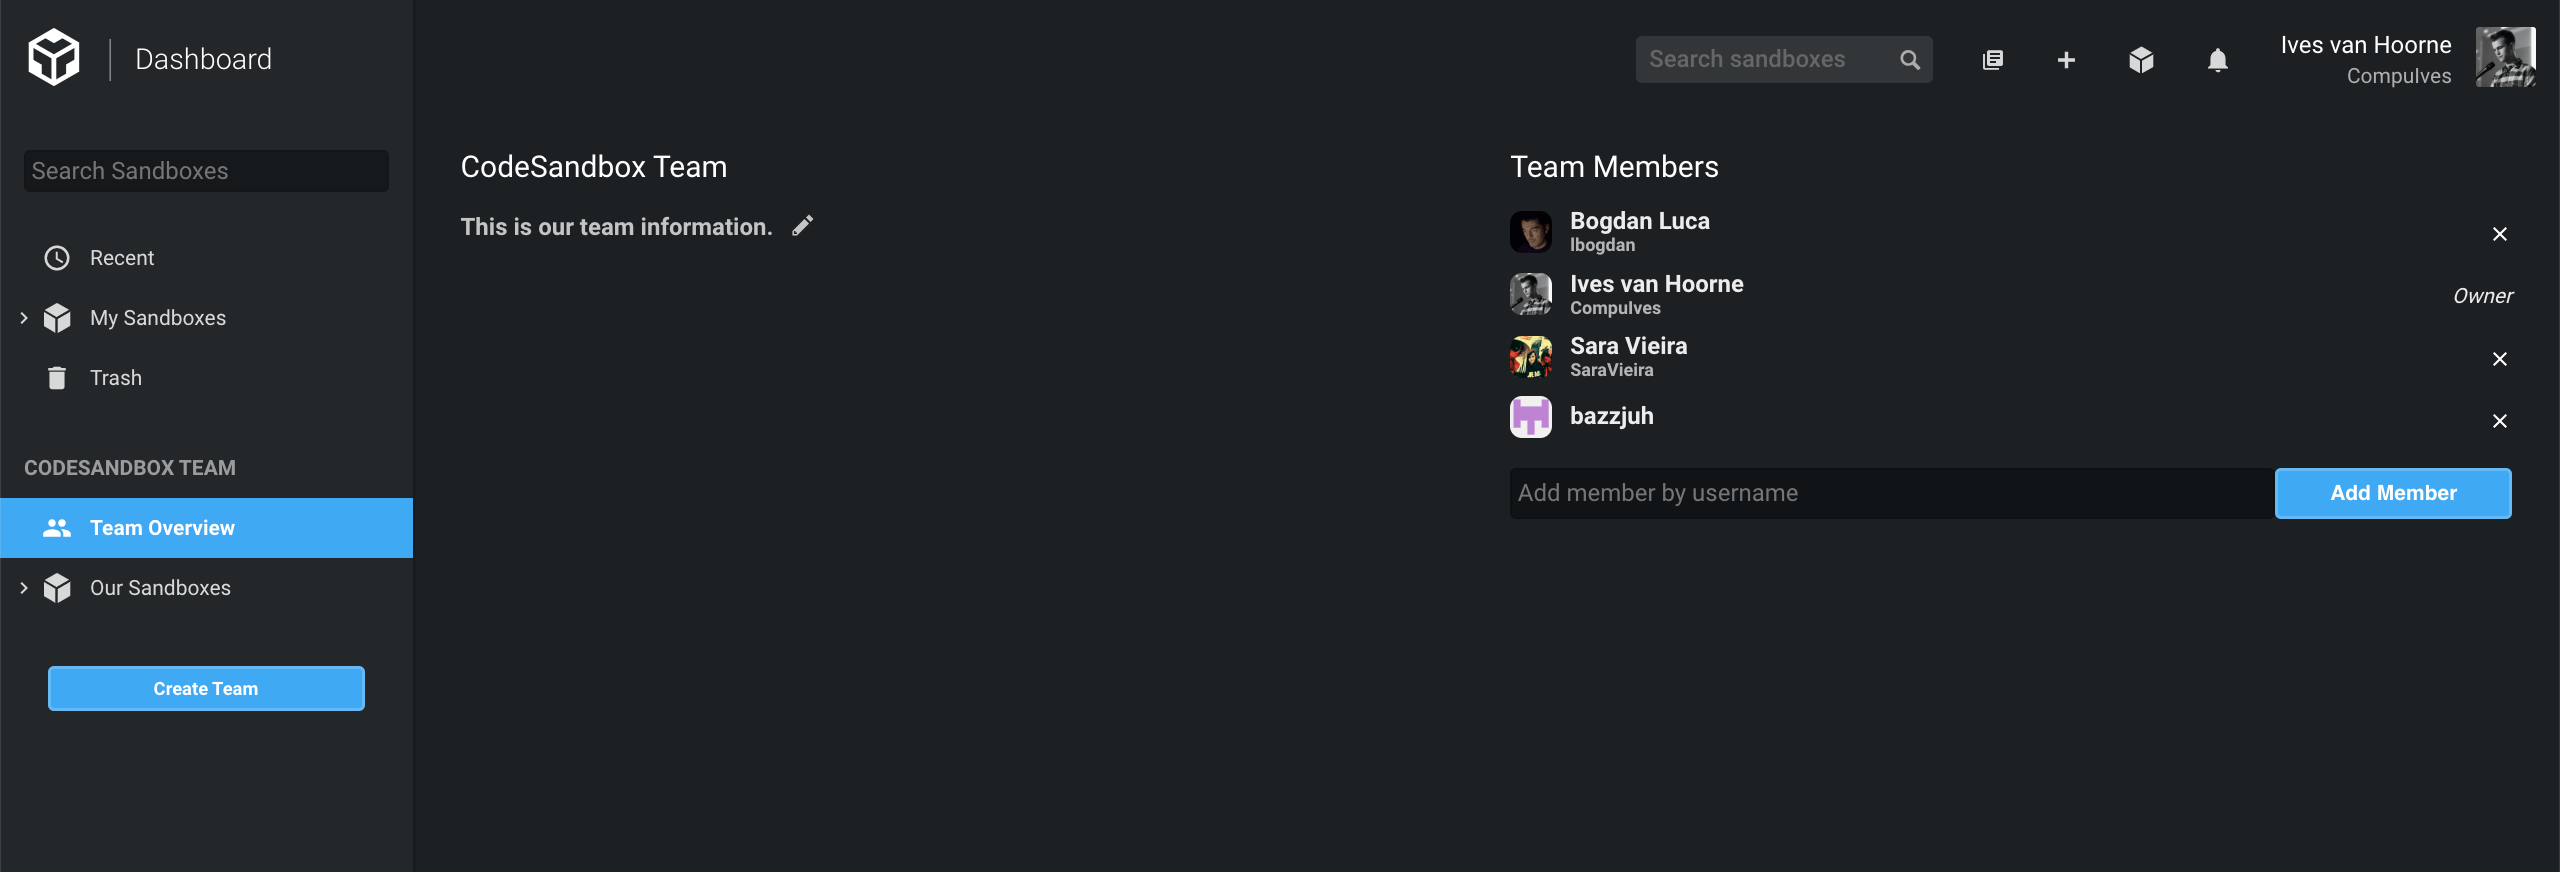 Dashboard
Search sandboxes
Ives van Hoorne
Compulves
Search Sandboxes
Recent
My Sandboxes
Trash
CODESANDBOX TEAM
Team Overview
Our Sandboxes
Create Team
CodeSandbox Team
This is our team information.
Team Members
Bogdan Luca
lbogdan
Ives van Hoorne
Compulves
Owner
Sara Vieira
SaraVieira
bazzjuh
Add member by username
Add Member